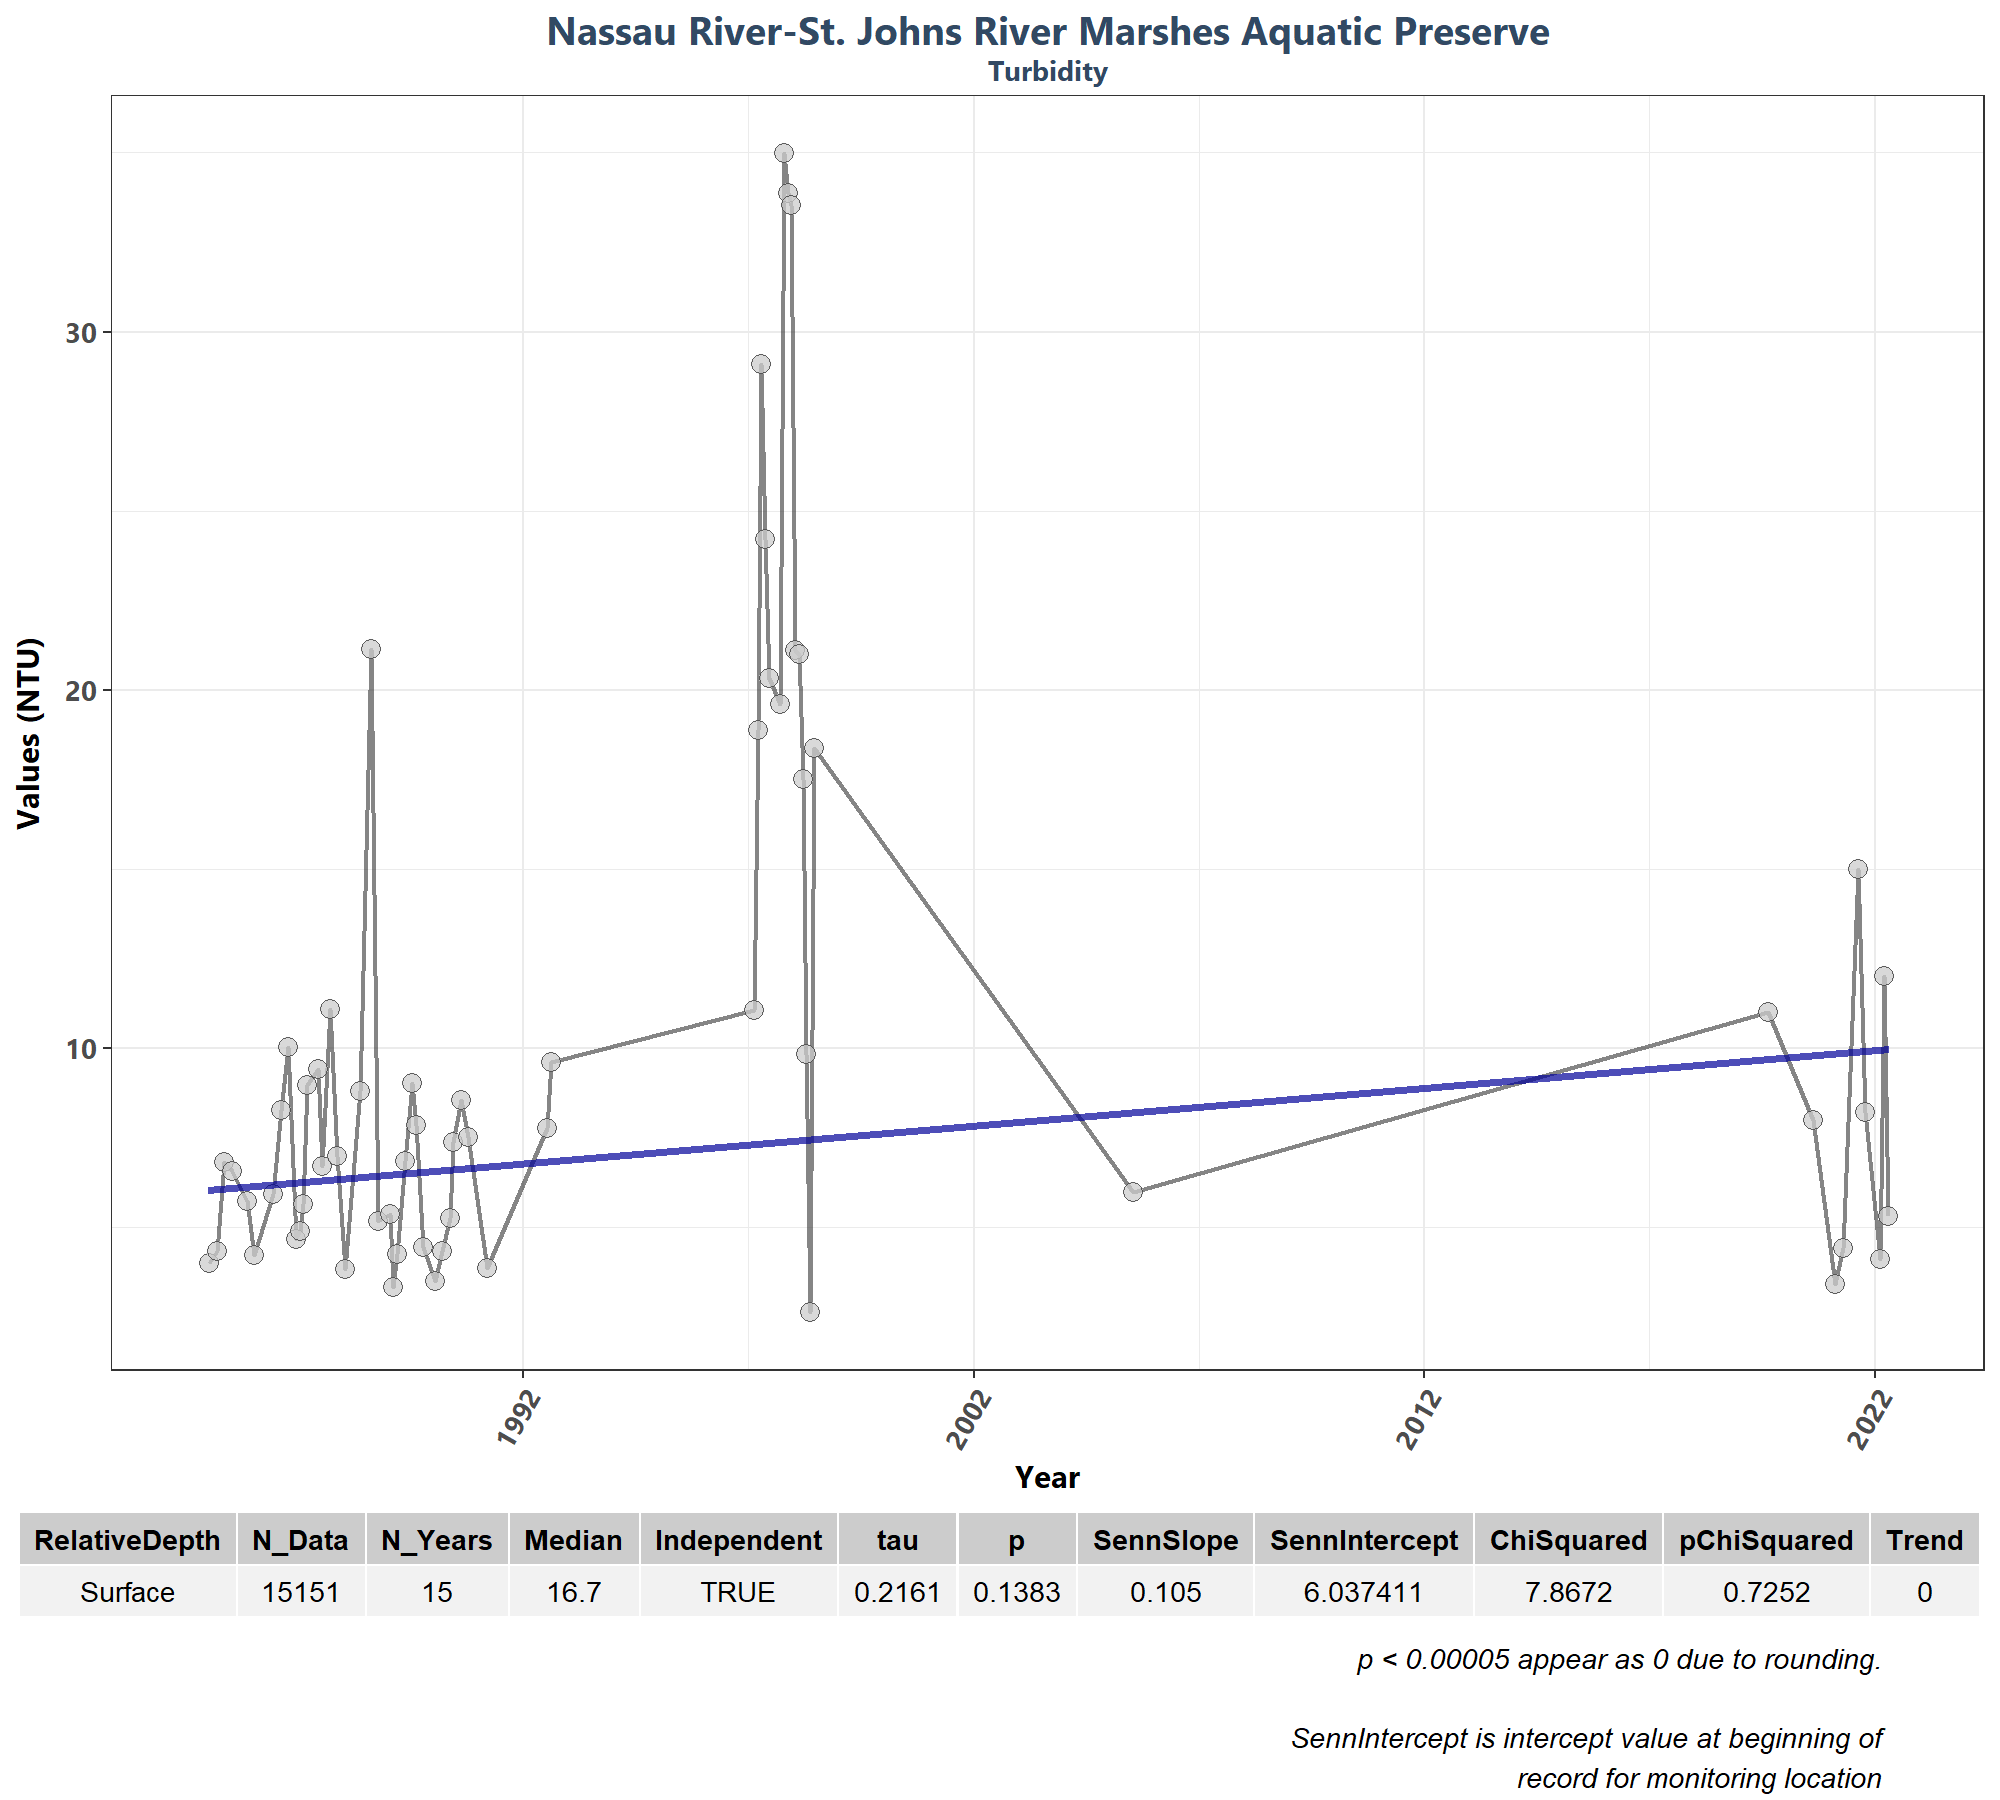 Nassau River-St. Johns River Marshes Aquatic Preserve
Turbidity
Values (NTU)
30
20
10
1992
2002
2012
2022
Year
RelativeDepth N_Data N_Years Median Independent tau p SennSlope SennIntercept ChiSquared pChiSquared Trend
Surface 15151 15 16.7 TRUE 0.2161 0.1383 0.105 6.037411 7.8672 0.7252 0
p < 0.00005 appear as 0 due to rounding.
SennIntercept is intercept value at beginning of
record for monitoring location